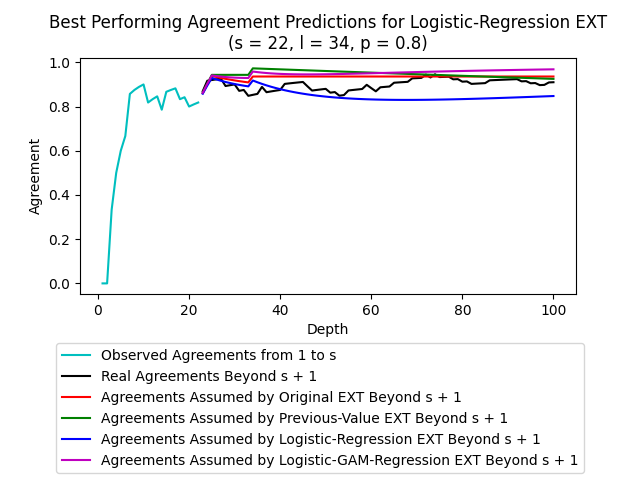 Best Performing Agreement Predictions for Logistic-Regression EXT
(s = 22, l = 34, p = 0.8)
1.0
0.8
0.6
0.4
0.2
0.0
Agreement
0 20 40 60 80 100
Depth
Observed Agreements from 1 to s
Real Agreements Beyond s + 1
Agreements Assumed by Original EXT Beyond s + 1
Agreements Assumed by Previous-Value EXT Beyond s + 1
Agreements Assumed by Logistic-Regression EXT Beyond s + 1
Agreements Assumed by Logistic-GAM-Regression EXT Beyond s + 1